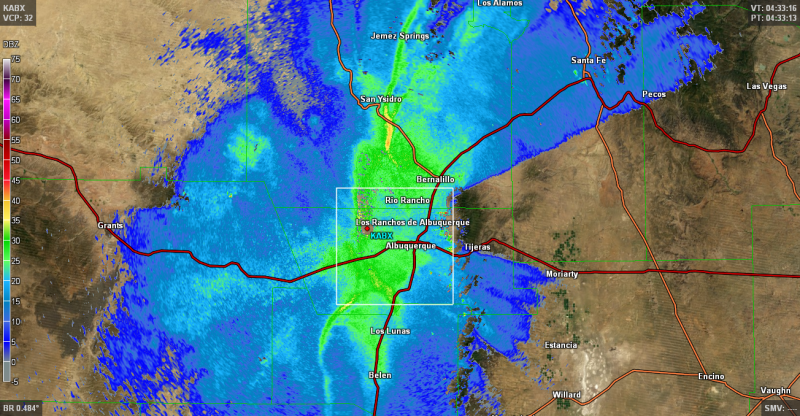 KABX
VCP: 32
VT: 04:33:16
PT: 04:33:13
DBZ
75
70
65
60
55
50
45
40
35
30
25
20
15
10
5
0
-5
Los Alamos
Jemez Springs
Santa Fe
Las Vegas
Pecos
San Ysidro
Bernalillo
Rio Rancho
Los Ranchos de Albuquerque
Grants
KABX
Albuquerque
Tijeras
Moriarty
Los Lunas
Estancia
Belen
Encino
Willard
Vaughn
BR 0.484°
SMV: ---